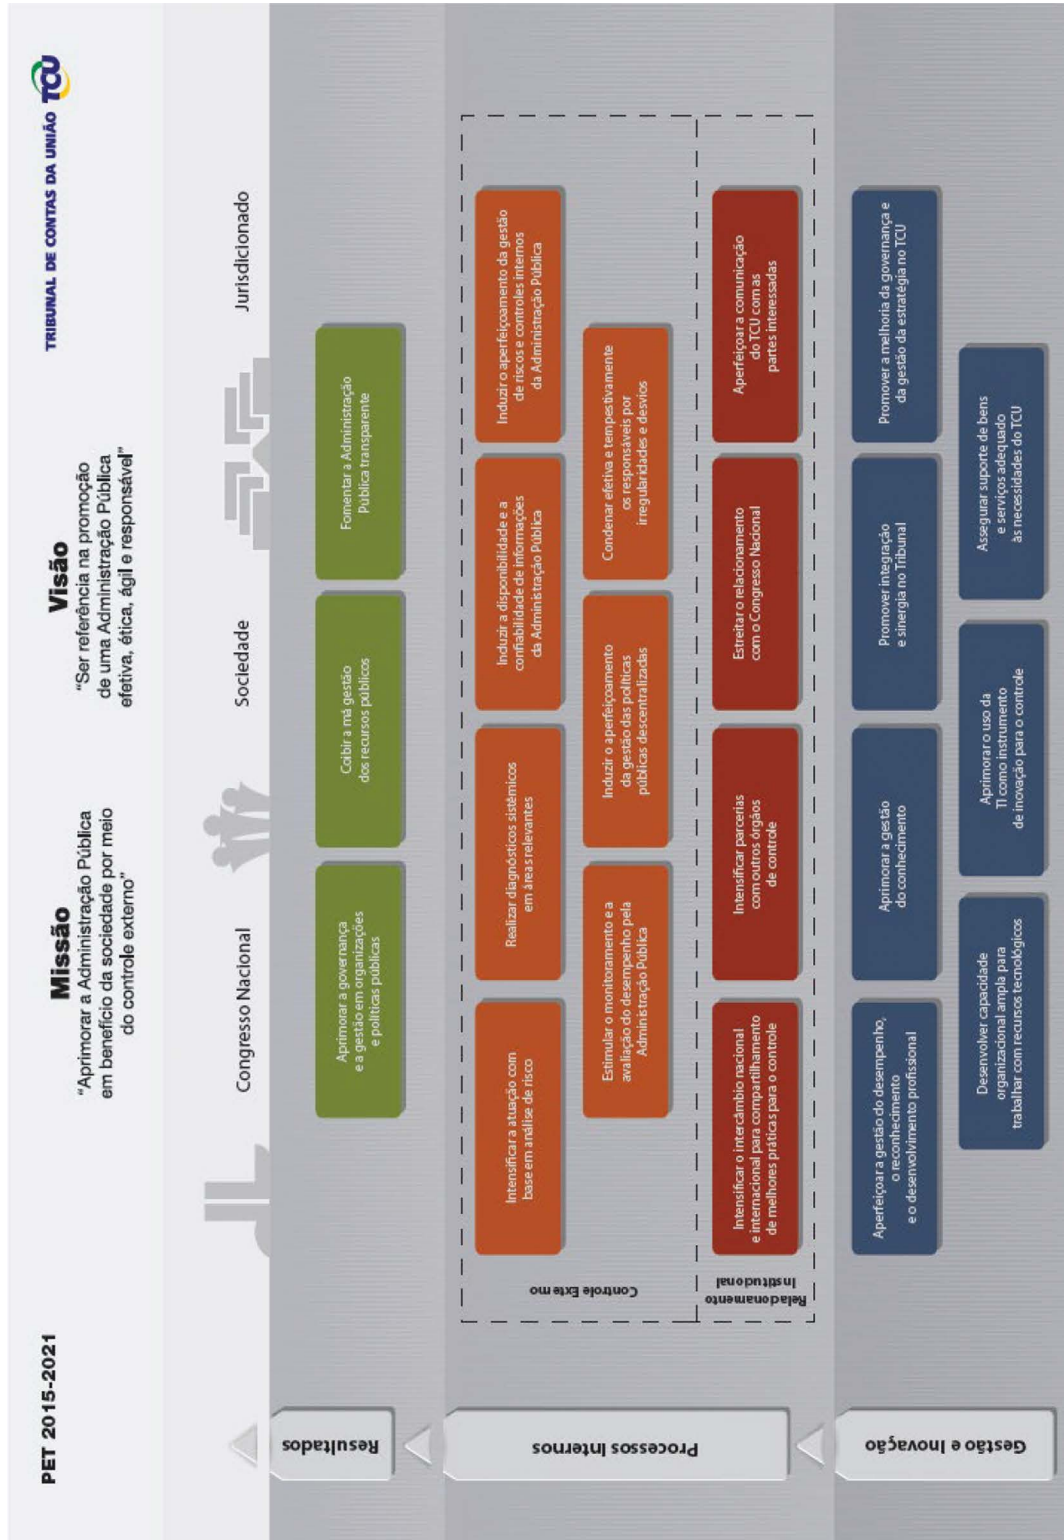 PET 2015-2021
Missão
“Aprimorar a Administração Pública
em benefício da sociedade por meio
do controle externo”
Visão
“Ser referência na promoção
de uma Administração Pública
efetiva, ética, ágil e responsável”
TRIBUNAL DE CONTAS DA UNIÃO TCU
Congresso Nacional
Sociedade
Jurisdicionado
Resultados
Aprimorar a governança
e a gestão em organizações
e políticas públicas
Coibir a má gestão
dos recursos públicos
Fomentar a Administração
Pública transparente
Processos Internos
Controle Externo
Intensificar a atuação com
base em análise de risco
Realizar diagnósticos sistêmicos
em áreas relevantes
Induzir a disponibilidade e a
confiabilidade de informações
da Administração Pública
Induzir o aperfeiçoamento da gestão
de riscos e controles internos
da Administração Pública
Estimular o monitoramento e a
avaliação do desempenho pela
Administração Pública
Induzir o aperfeiçoamento
da gestão das políticas
públicas descentralizadas
Condenar efetiva e tempestivamente
os responsáveis por
irregularidades e desvios
Relacionamento
Institucional
Intensificar o intercâmbio nacional
e internacional para compartilhamento
de melhores práticas para o controle
Intensificar parcerias
com outros órgãos
de controle
Estreitar o relacionamento
com o Congresso Nacional
Aperfeiçoar a comunicação
do TCU com as
partes interessadas
Gestão e Inovação
Aperfeiçoar a gestão do desempenho,
o reconhecimento
e o desenvolvimento profissional
Aprimorar a gestão
do conhecimento
Promover integração
e sinergia no Tribunal
Promover a melhoria da governança e
da gestão da estratégia no TCU
Desenvolver capacidade
organizacional ampla para
trabalhar com recursos tecnológicos
Aprimorar o uso da
TI como instrumento
de inovação para o controle
Assegurar suporte de bens
e serviços adequado
às necessidades do TCU